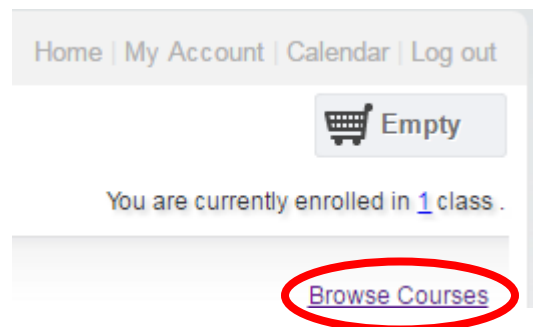 Home | My Account | Calendar | Log out
Empty
You are currently enrolled in 1 class .
Browse Courses